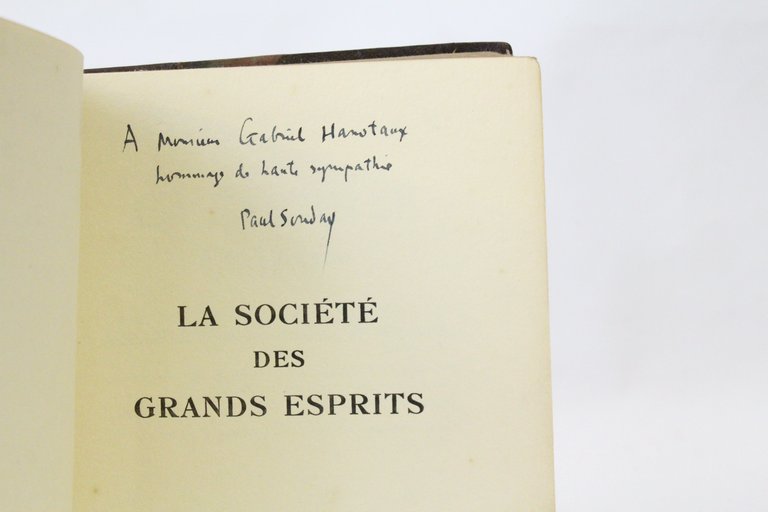 A Monsieur Gabriel Hanotaux
hommage de haute sympathie
Paul Souday
LA SOCIÉTÉ
DES
GRANDS ESPRITS